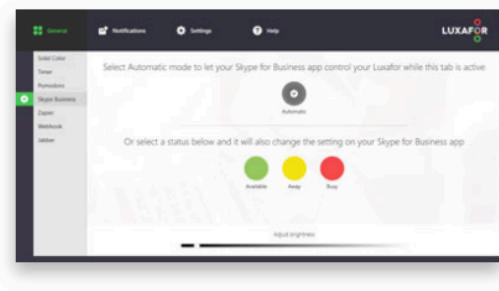 General
Notifications
Settings
Help
LUXAFOR
Solid Color
Timer
Pomodoro
Skype Business
Zapier
Webhook
Jabber
Select Automatic mode to let your Skype for Business app control your Luxafor while this tab is active
Automatic
Or select a status below and it will also change the setting on your Skype for Business app
Available
Away
Busy
Adjust brightness